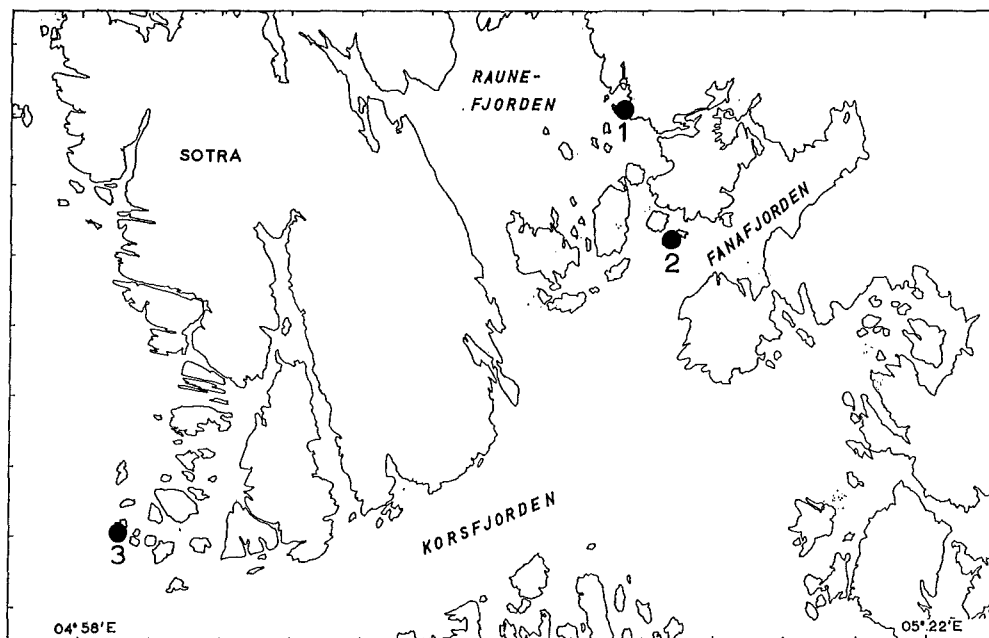 RAUNE-
.FJORDEN
1
SOTRA
FANAFJORDEN
2
KORSFJORDEN
3
04°58'E
05°22'E